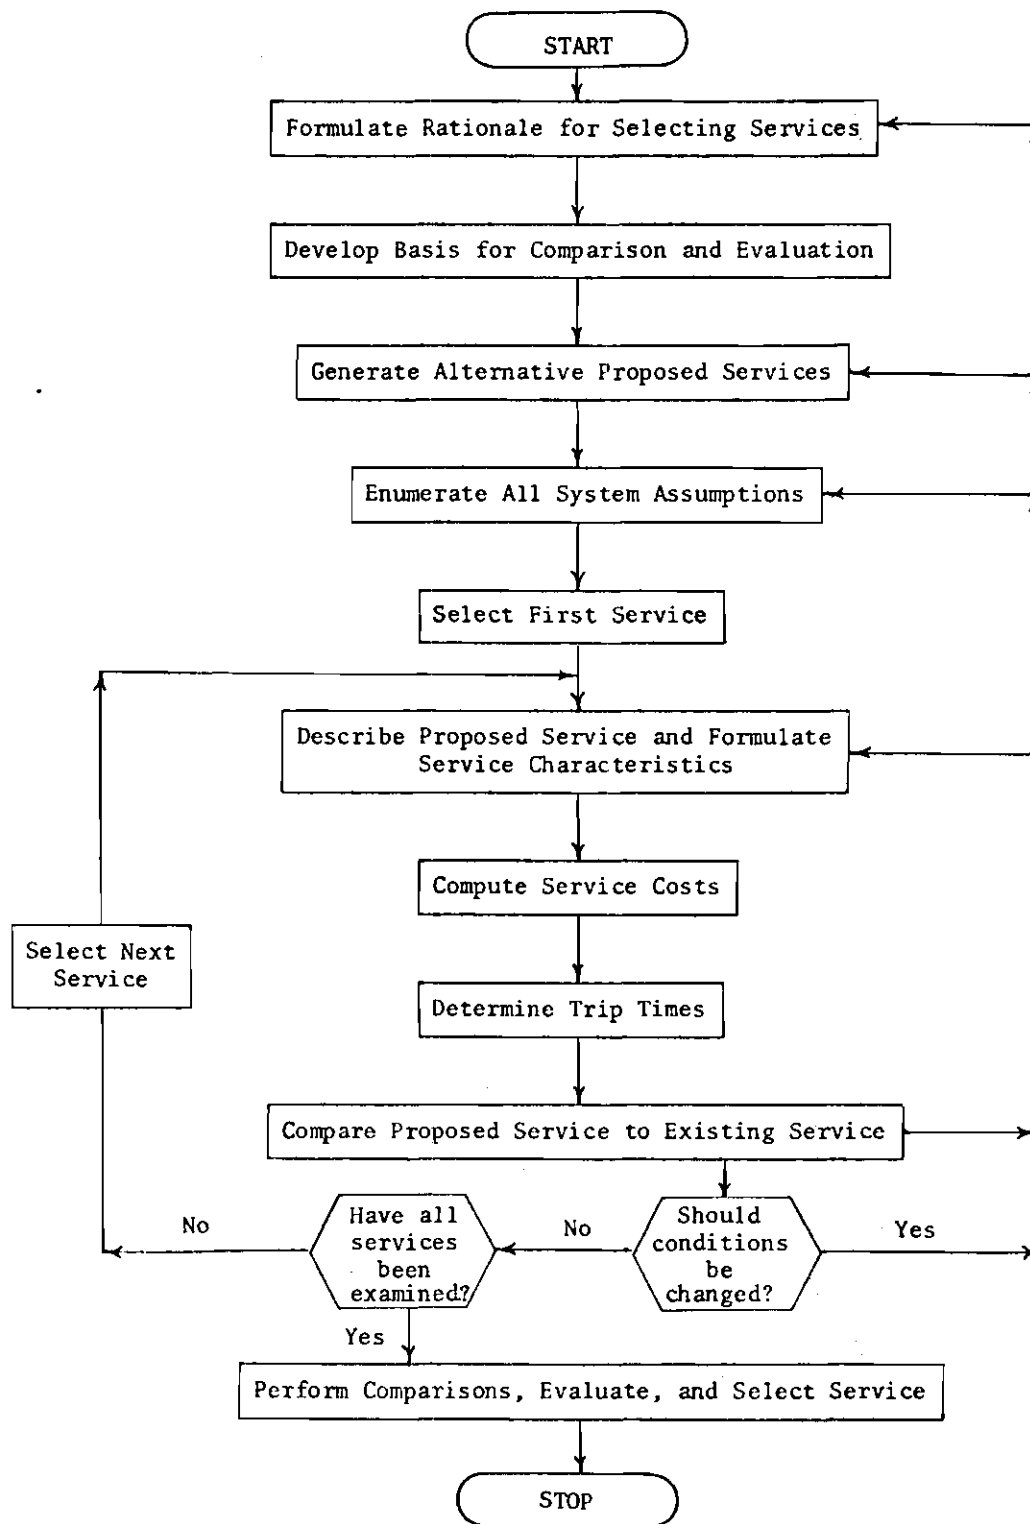 START
Formulate Rationale for Selecting Services
Develop Basis for Comparison and Evaluation
Generate Alternative Proposed Services
Enumerate All System Assumptions
Select First Service
Describe Proposed Service and Formulate
Service Characteristics
Compute Service Costs
Select Next
Service
Determine Trip Times
Compare Proposed Service to Existing Service
No
Have all
services
been
examined?
No
Should
conditions
be
changed?
Yes
Yes
Perform Comparisons, Evaluate, and Select Service
STOP